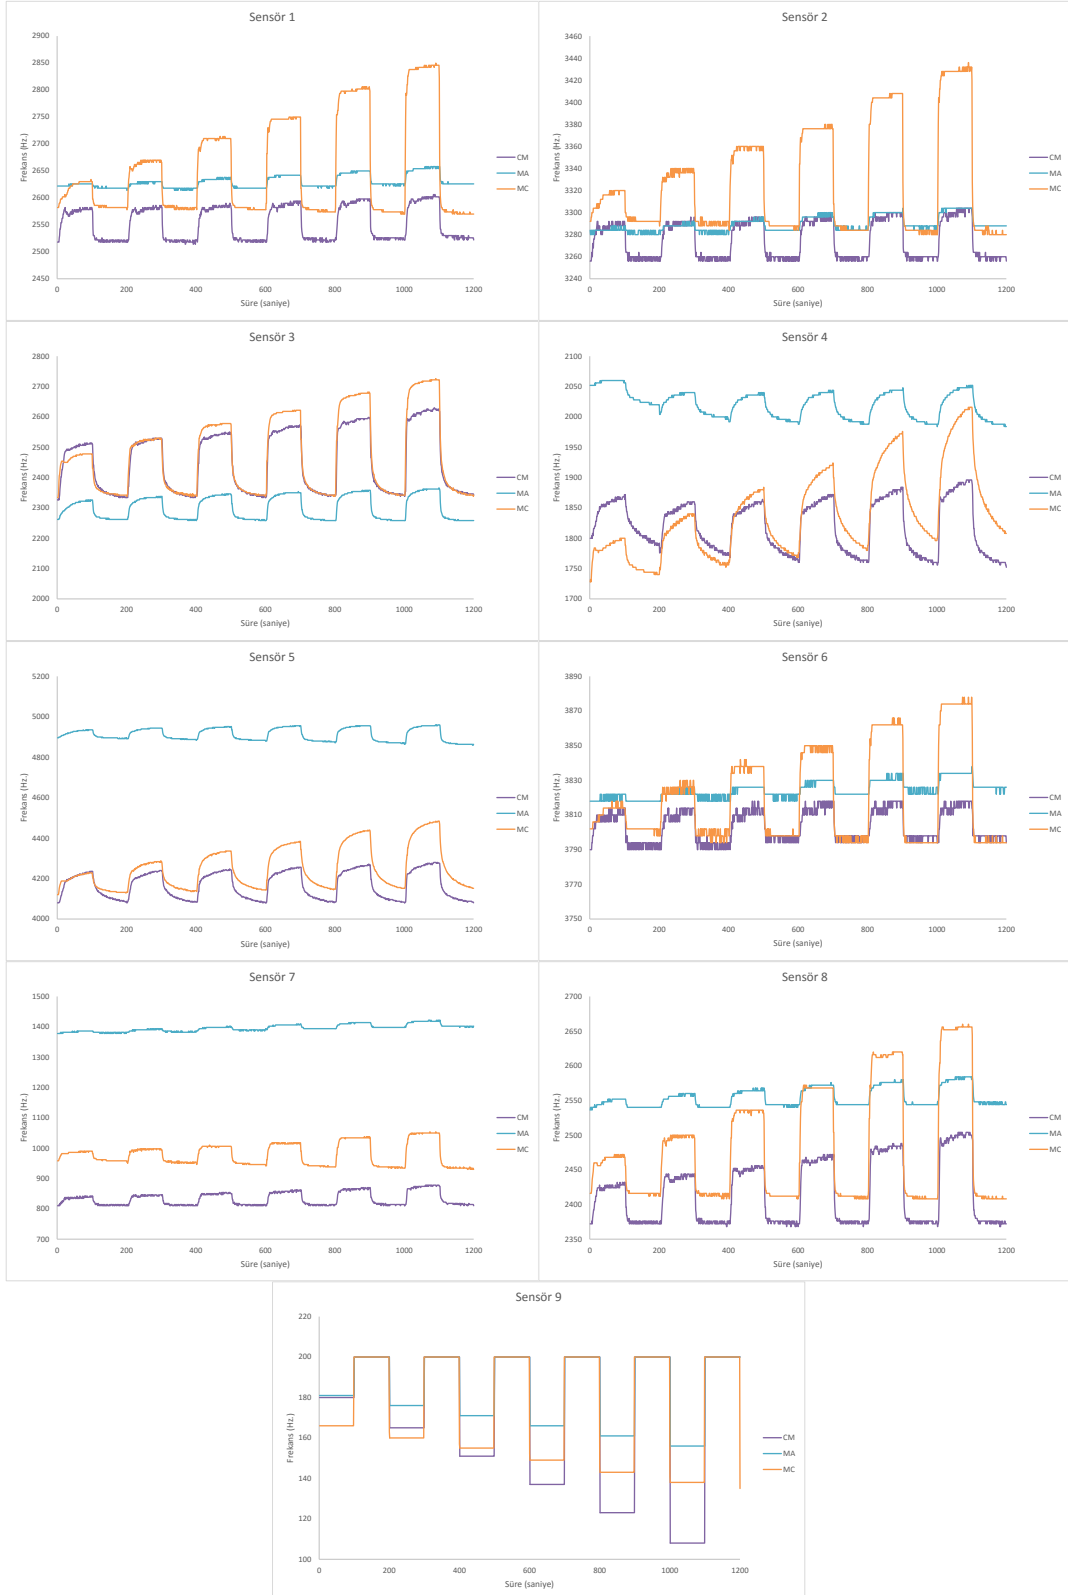 Sensör 1
Frekans (Hz.)
2900
2850
2800
2750
2700
2650
2600
2550
2500
2450
0 200 400 600 800 1000 1200
Süre (saniye)
CM
MA
MC
Sensör 2
Frekans (Hz.)
3460
3440
3420
3400
3380
3360
3340
3320
3300
3280
3260
3240
0 200 400 600 800 1000 1200
Süre (saniye)
CM
MA
MC
Sensör 3
Frekans (Hz.)
2800
2700
2600
2500
2400
2300
2200
2100
2000
0 200 400 600 800 1000 1200
Süre (saniye)
CM
MA
MC
Sensör 4
Frekans (Hz.)
2100
2050
2000
1950
1900
1850
1800
1750
1700
0 200 400 600 800 1000 1200
Süre (saniye)
CM
MA
MC
Sensör 5
Frekans (Hz.)
5200
5000
4800
4600
4400
4200
4000
0 200 400 600 800 1000 1200
Süre (saniye)
CM
MA
MC
Sensör 6
Frekans (Hz.)
3890
3870
3850
3830
3810
3790
3770
3750
0 200 400 600 800 1000 1200
Süre (saniye)
CM
MA
MC
Sensör 7
Frekans (Hz.)
1500
1400
1300
1200
1100
1000
900
800
700
0 200 400 600 800 1000 1200
Süre (saniye)
CM
MA
MC
Sensör 8
Frekans (Hz.)
2700
2650
2600
2550
2500
2450
2400
2350
0 200 400 600 800 1000 1200
Süre (saniye)
CM
MA
MC
Sensör 9
Frekans (Hz.)
220
200
180
160
140
120
100
0 200 400 600 800 1000 1200
Süre (saniye)
CM
MA
MC